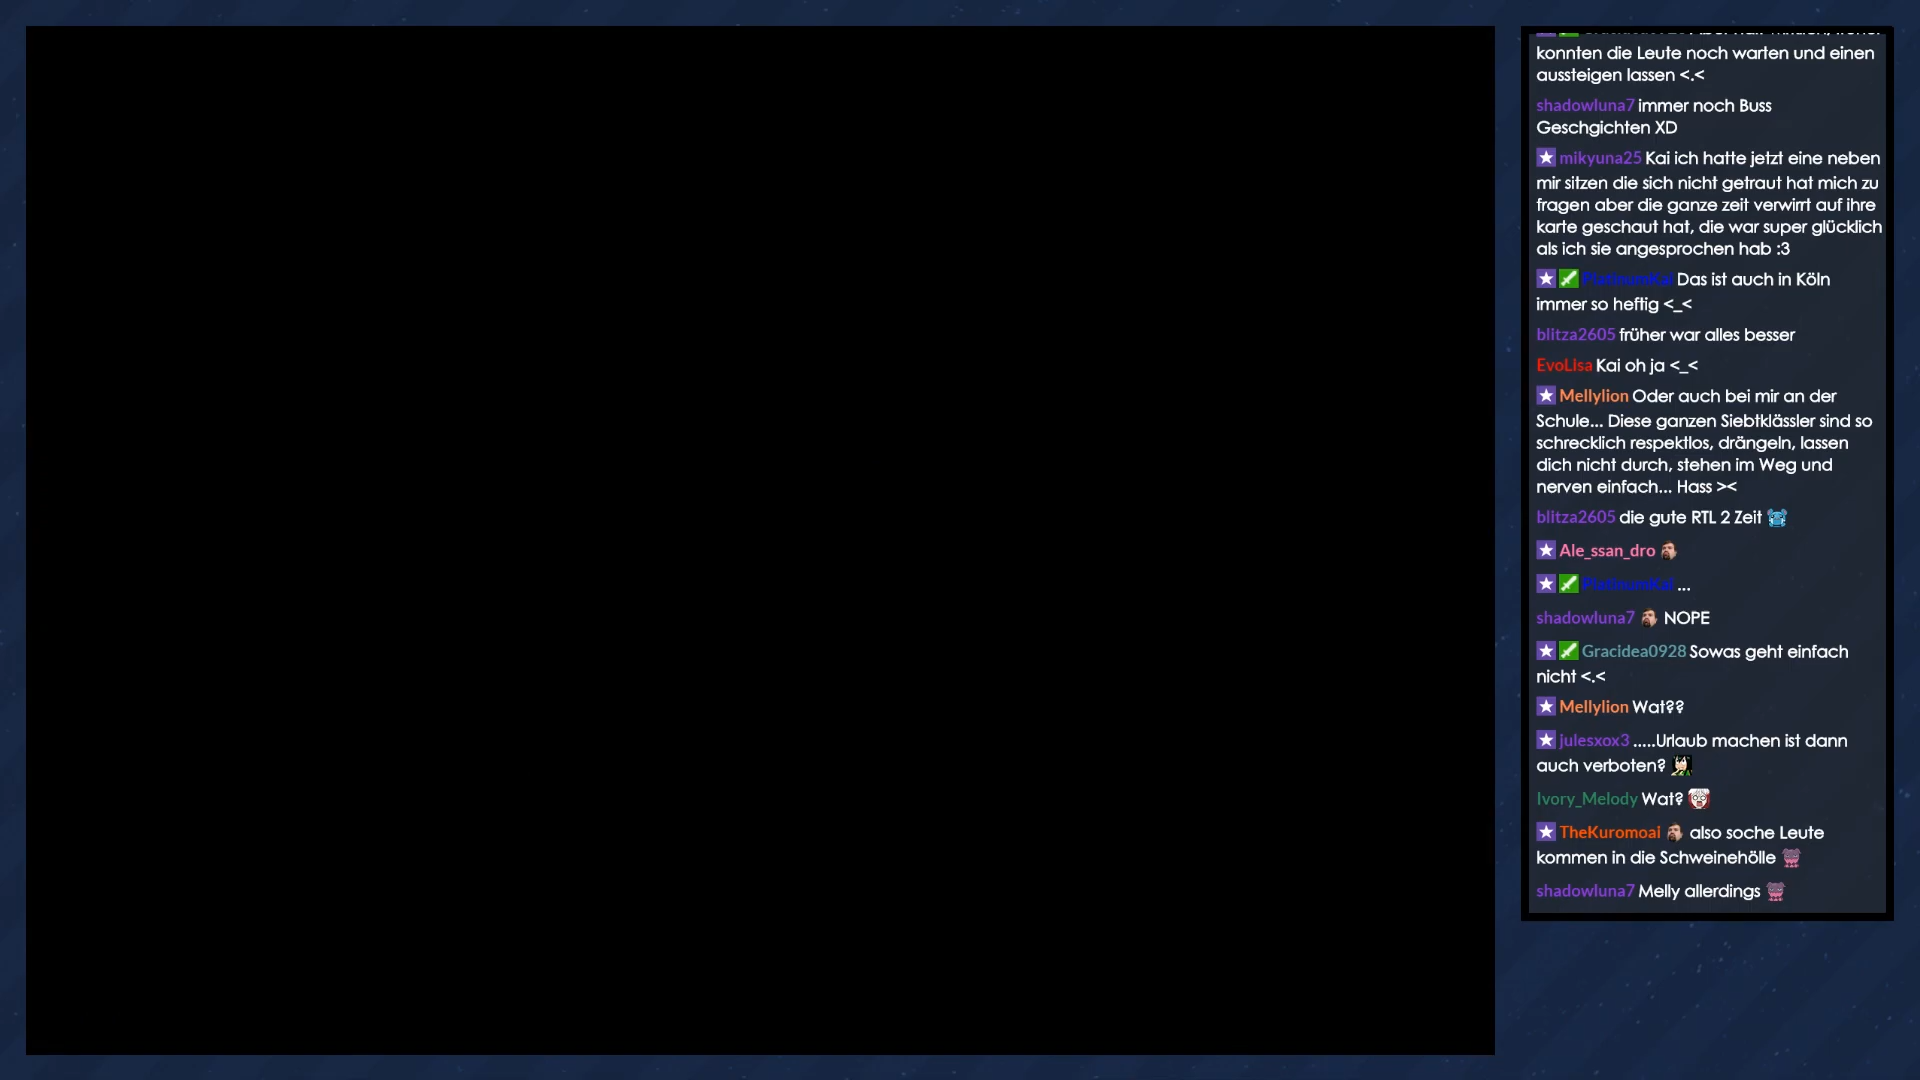 konnten die Leute noch warten und einen
aussteigen lassen <.<
shadowluna7 immer noch Buss
Geschgichten XD
mikyuna25 Kai ich hatte jetzt eine neben
mir sitzen die sich nicht getraut hat mich zu
fragen aber die ganze zeit verwirrt auf ihre
karte geschaut hat, die war super glücklich
als ich sie angesprochen hab :3
PlatinumKai Das ist auch in Köln
immer so heftig <_<
blitza2605 früher war alles besser
EvoLisa Kai oh ja <_<
Mellylion Oder auch bei mir an der
Schule... Diese ganzen Siebtklässler sind so
schrecklich respektlos, drängeln, lassen
dich nicht durch, stehen im Weg und
nerven einfach... Hass ><
blitza2605 die gute RTL 2 Zeit
Ale_ssan_dro
PlatinumKai ...
shadowluna7 NOPE
Gracidea0928 Sowas geht einfach
nicht <.<
Mellylion Wat??
julesxox3 .....Urlaub machen ist dann
auch verboten?
Ivory_Melody Wat?
TheKuromoai also soche Leute
kommen in die Schweinehölle
shadowluna7 Melly allerdings